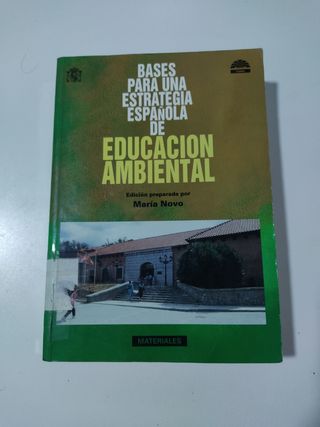 BASES
PARA UNA
ESTRATEGIA
ESPAÑOLA
DE
EDUCACION
AMBIENTAL
Edición preparada por
María Novo
MATERIALES